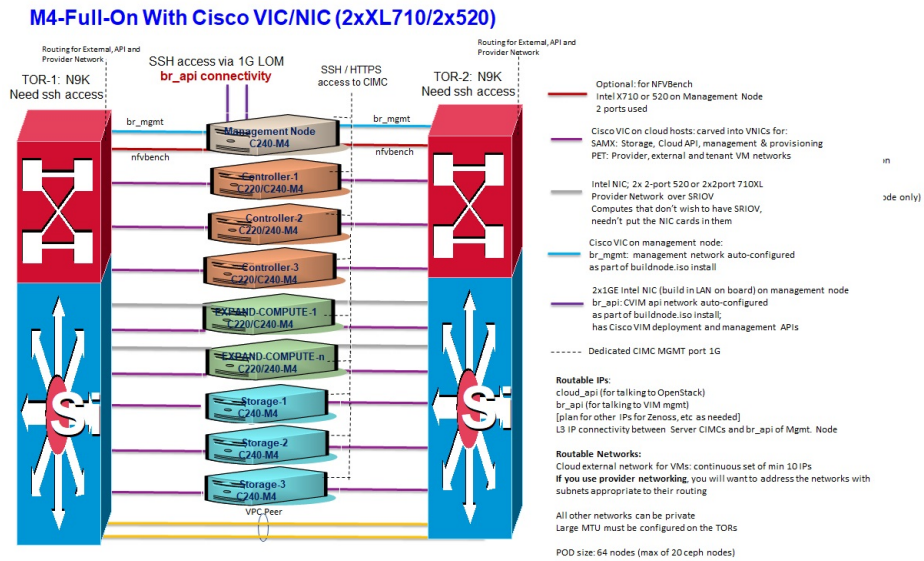 M4-Full-On With Cisco VIC/NIC (2xXL710/2x520)
Routing for External, API and
Provider Network
TOR-1: N9K
Need ssh access
SSH access via 1G LOM
br_api connectivity
SSH / HTTPS
access to CIMC
Routing for External, API and
Provider Network
TOR-2: N9K
Need ssh access
br_mgmt
nfvbench
Management Node
C240-M4
br_mgmt
nfvbench
Controller-1
C220/C240-M4
Controller-2
C220/240-M4
Controller-3
C220/C240-M4
EXPAND-COMPUTE-1
C220/C240-M4
EXPAND-COMPUTE-n
C220/240-M4
Storage-1
C240-M4
Storage-2
C240-M4
Storage-3
C240-M4
VPC Peer
Si
Si
Optional: for NFVBench
Intel X710 or 520 on Management Node
2 ports used
Cisco VIC on cloud hosts: carved into VNICs for:
SAMX: Storage, Cloud API, management & provisioning
PET: Provider, external and tenant VM networks
Intel NIC; 2x 2-port 520 or 2x2port 710XL
Provider Network over SRIOV
Computes that don't wish to have SRIOV,
needn't put the NIC cards in them
Cisco VIC on management node:
br_mgmt: management network auto-configured
as part of buildnode.iso install
2x1GE Intel NIC (build in LAN on board) on management node
br_api: CVIM api network auto-configured
as part of buildnode.iso install;
has Cisco VIM deployment and management APIs
Dedicated CIMC MGMT port 1G
Routable IPs:
cloud_api (for talking to OpenStack)
br_api (for talking to VIM mgmt)
[plan for other IPs for Zenoss, etc as needed]
L3 IP connectivity between Server CIMCs and br_api of Mgmt. Node
Routable Networks:
Cloud external network for VMs: continuous set of min 10 IPs
If you use provider networking, you will want to address the networks with
subnets appropriate to their routing
All other networks can be private
Large MTU must be configured on the TORs
POD size: 64 nodes (max of 20 ceph nodes)
on
ode only)